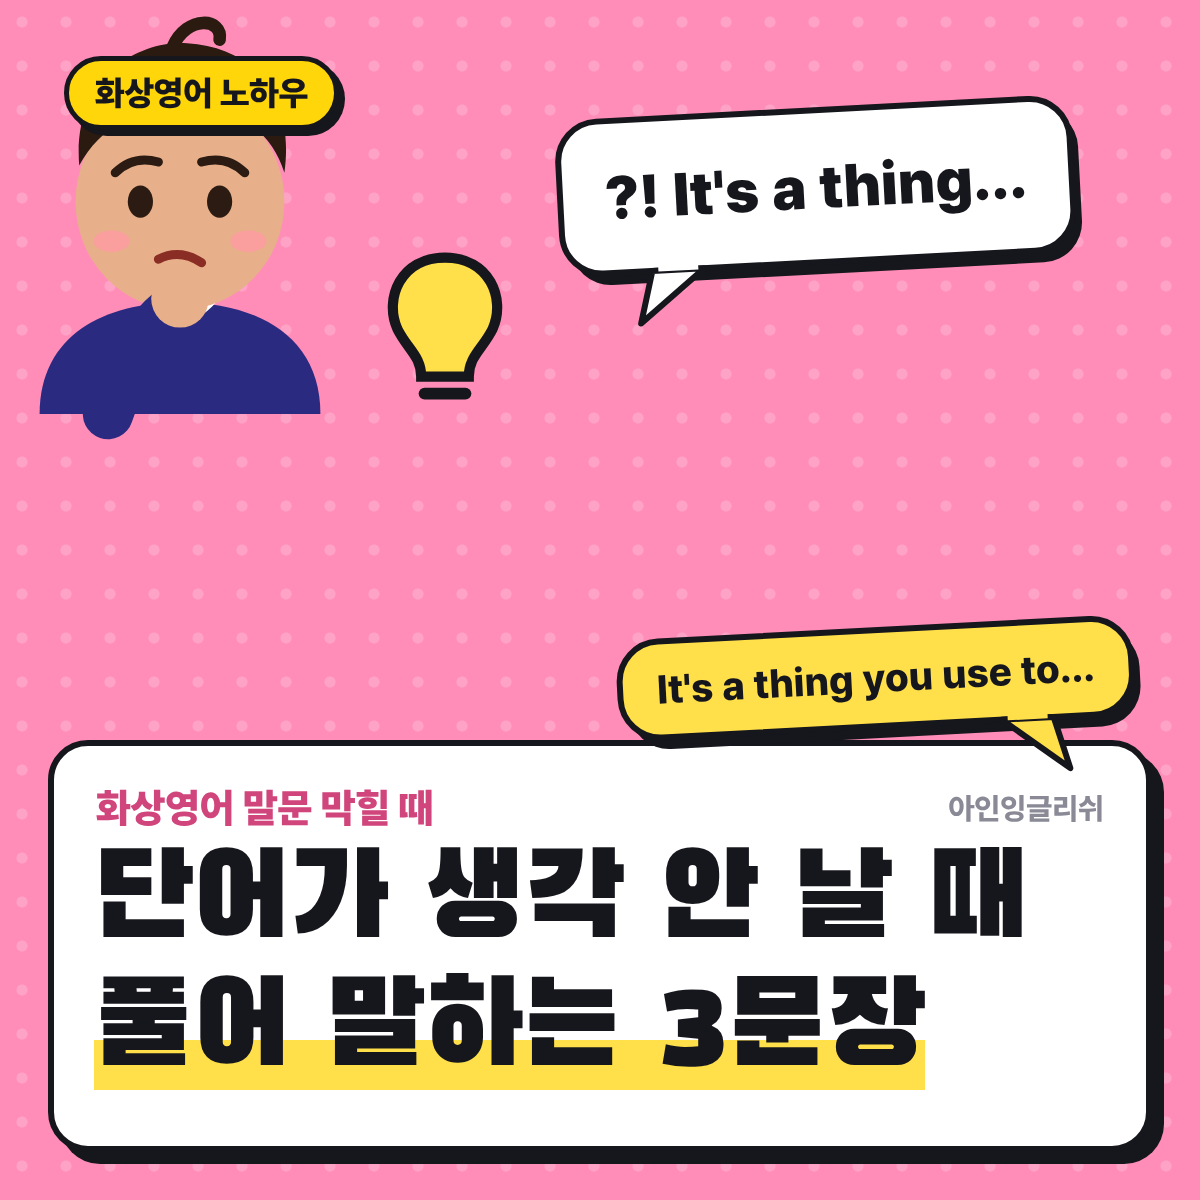 화상영어 노하우
?! It's a thing...
It's a thing you use to...
화상영어 말문 막힐 때
아인잉글리쉬
단어가 생각 안 날 때
풀어 말하는 3문장